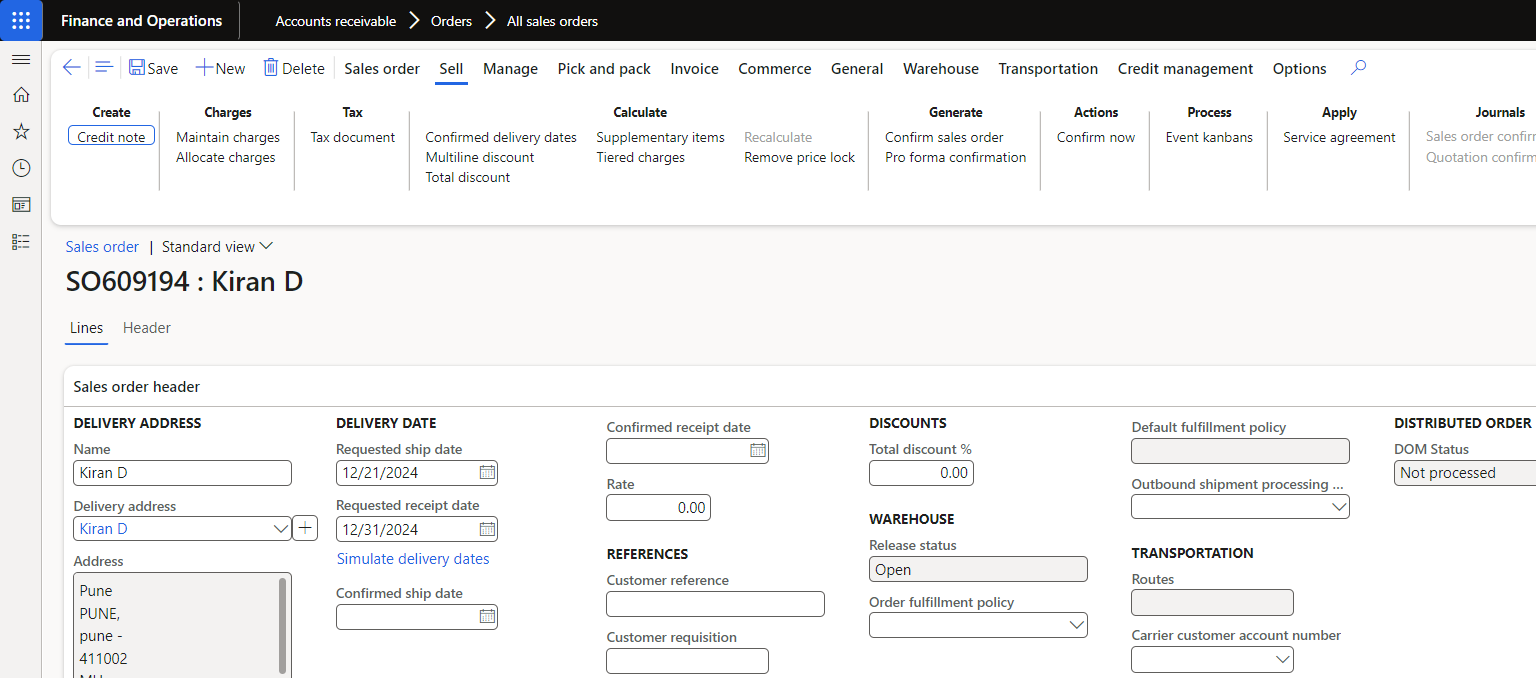 Finance and Operations
Accounts receivable
Orders
All sales orders
Save
New
Delete
Sales order
Sell
Manage
Pick and pack
Invoice
Commerce
General
Warehouse
Transportation
Credit management
Options
Create
Credit note
Charges
Maintain charges
Allocate charges
Tax
Tax document
Calculate
Confirmed delivery dates
Multiline discount
Total discount
Supplementary items
Tiered charges
Recalculate
Remove price lock
Generate
Confirm sales order
Pro forma confirmation
Actions
Confirm now
Process
Event kanbans
Apply
Service agreement
Journals
Sales order confir
Quotation confirm
Sales order | Standard view
SO609194 : Kiran D
Lines
Header
Sales order header
DELIVERY ADDRESS
Name
Kiran D
Delivery address
Kiran D
Address
Pune
PUNE,
pune -
411002
DELIVERY DATE
Requested ship date
12/21/2024
Requested receipt date
12/31/2024
Simulate delivery dates
Confirmed ship date
Confirmed receipt date
Rate
0.00
REFERENCES
Customer reference
Customer requisition
DISCOUNTS
Total discount %
0.00
WAREHOUSE
Release status
Open
Order fulfillment policy
Default fulfillment policy
Outbound shipment processing ...
TRANSPORTATION
Routes
Carrier customer account number
DISTRIBUTED ORDER
DOM Status
Not processed